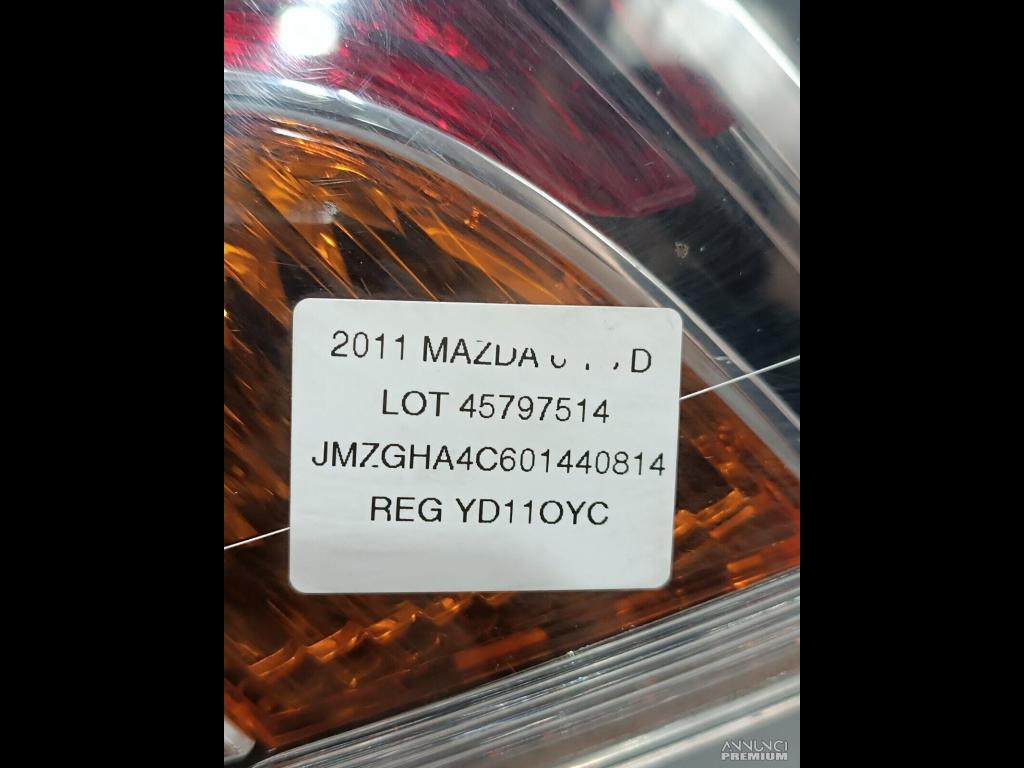 2011 MAZDA D
LOT 45797514
JMZGHA4C601440814
REG YD11OYC
ANNUNCI
PREMIUM